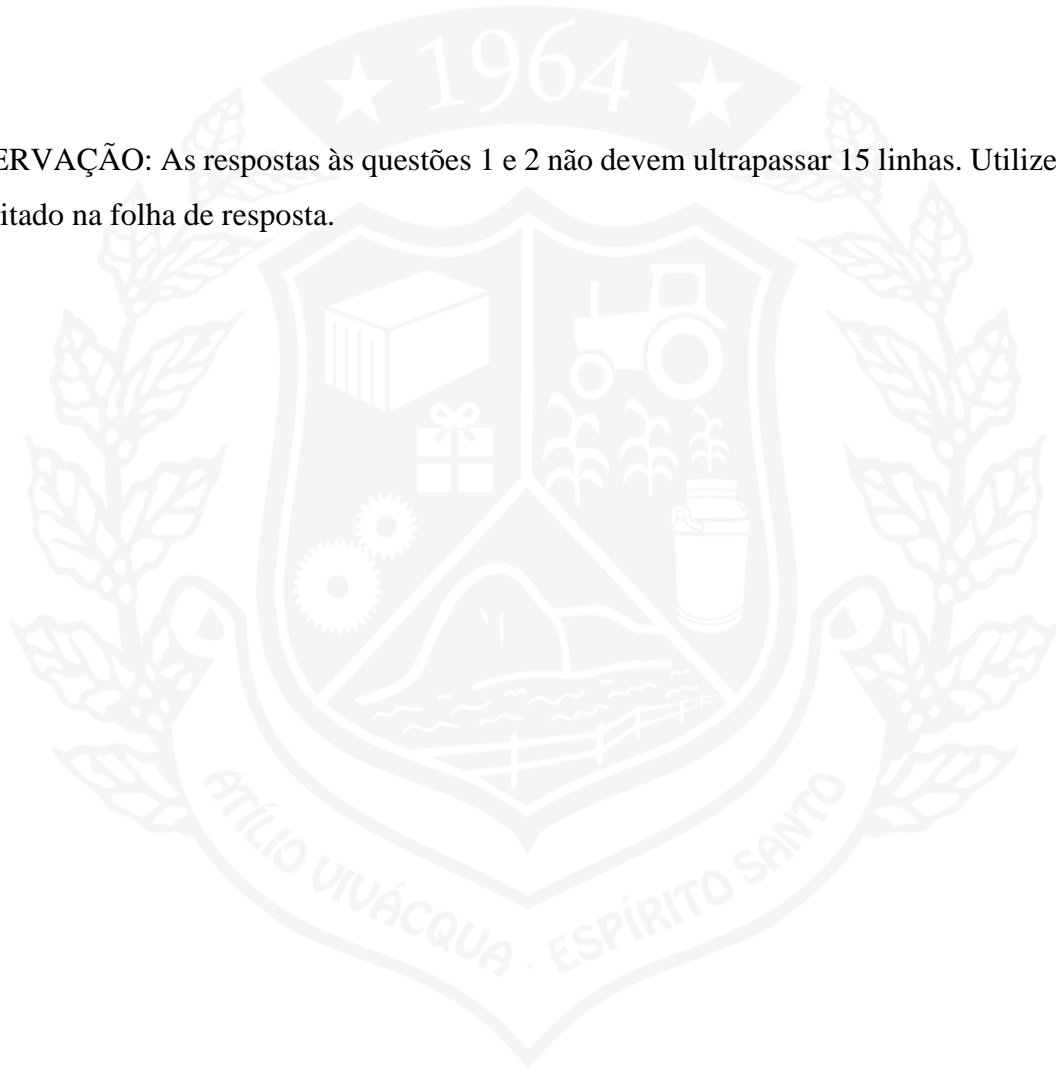 1964
ERVAÇÃO: As respostas às questões 1 e 2 não devem ultrapassar 15 linhas. Utilize
itado na folha de resposta.
ATÍLIO VIVÁCQUA · ESPÍRITO SANTO